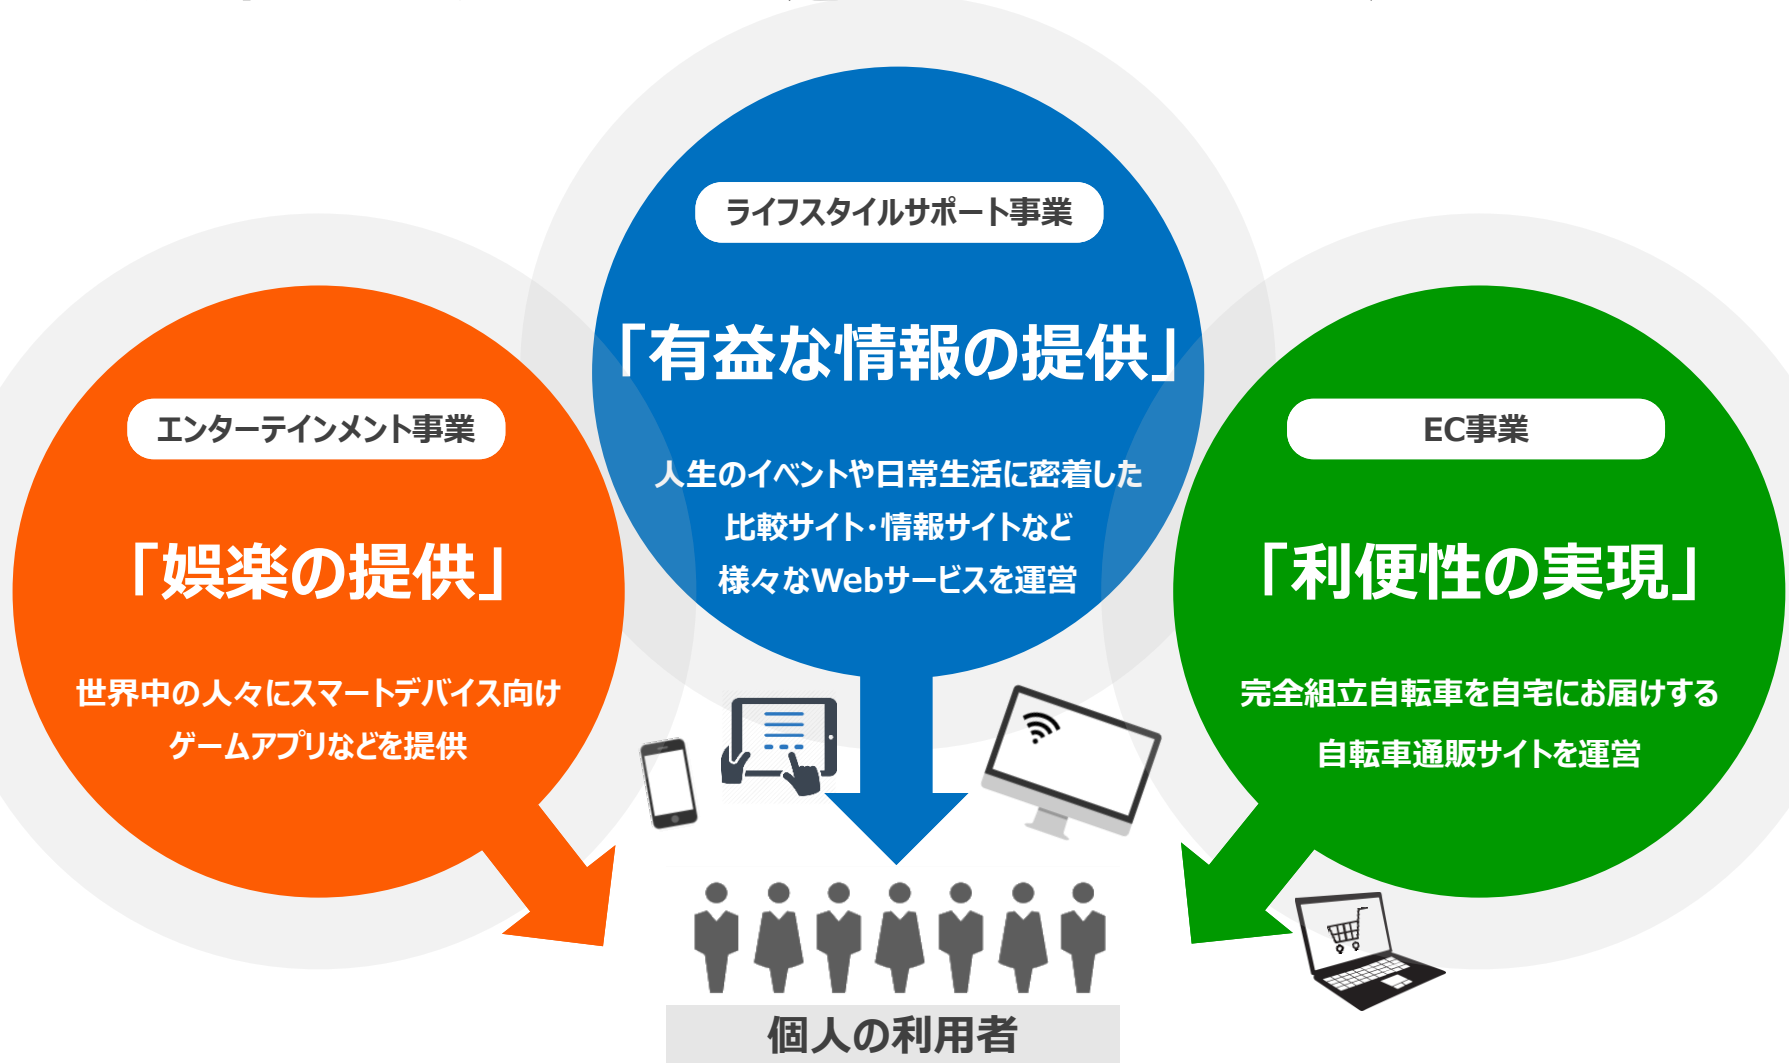 ライフスタイルサポート事業
「有益な情報の提供」
人生のイベントや日常生活に密着した
比較サイト・情報サイトなど
様々なWebサービスを運営
エンターテインメント事業
「娯楽の提供」
世界中の人々にスマートデバイス向け
ゲームアプリなどを提供
EC事業
「利便性の実現」
完全組立自転車を自宅にお届けする
自転車通販サイトを運営
個人の利用者